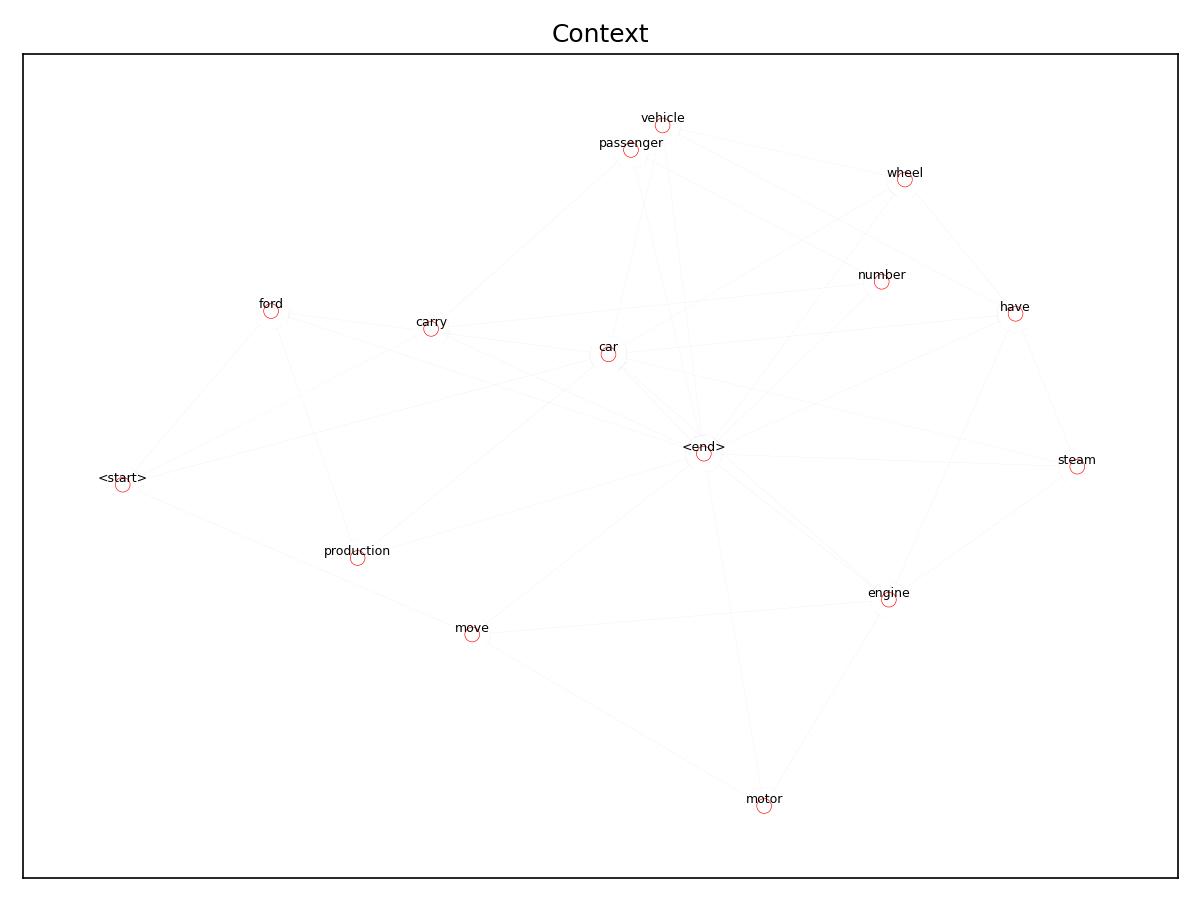 Context
vehicle
passenger
wheel
number
ford
have
carry
car
<end>
steam
<start>
production
engine
move
motor